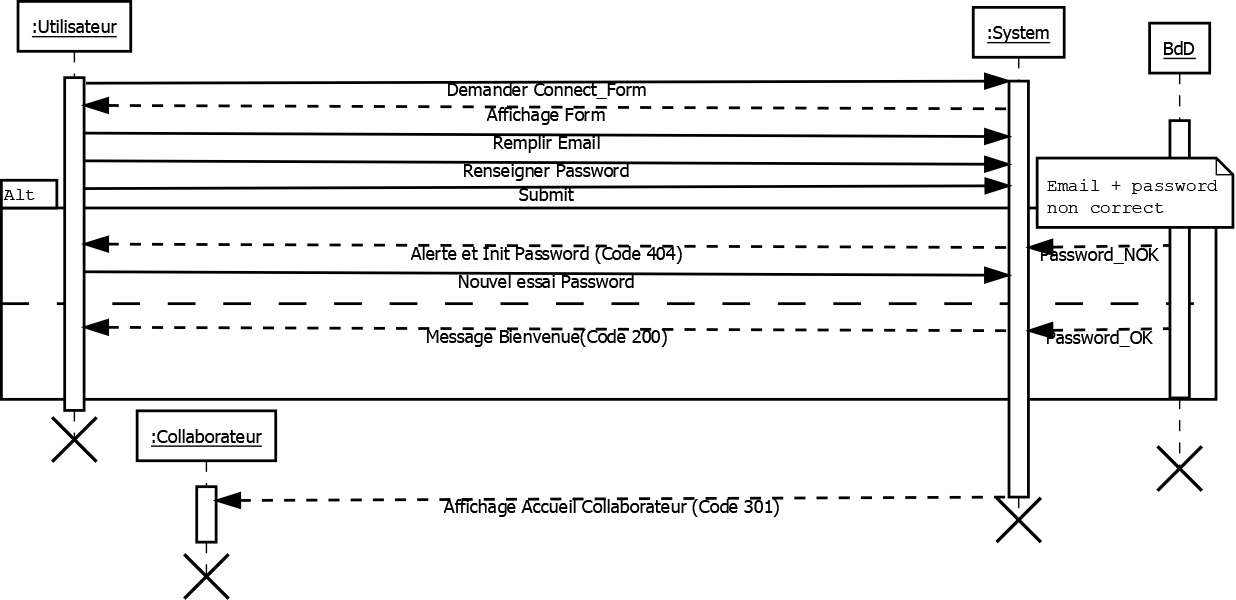 :Utilisateur
:System
BdD
Demander Connect_Form
Affichage Form
Remplir Email
Renseigner Password
Submit
Alt
Email + password
non correct
Alerte et Init Password (Code 404)
Password_NOK
Nouvel essai Password
Message Bienvenue(Code 200)
Password_OK
:Collaborateur
Affichage Accueil Collaborateur (Code 301)